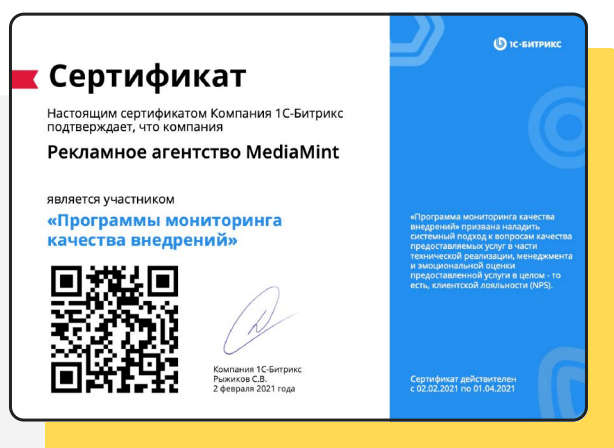 Сертификат
Настоящим сертификатом Компания 1С-Битрикс
подтверждает, что компания
Рекламное агентство MediaMint
является участником
«Программы мониторинга
качества внедрений»
Компания 1С-Битрикс
Рыжиков С.В.
2 февраля 2021 года
1С-БИТРИКС
«Программа мониторинга качества
внедрений» призвана наладить
системный подход к вопросам качества
предоставляемых услуг в части
технической реализации, менеджмента
и эмоциональной оценки
предоставленной услуги в целом - то
есть, клиентской лояльности (NPS).
Сертификат действителен
с 02.02.2021 по 01.04.2021